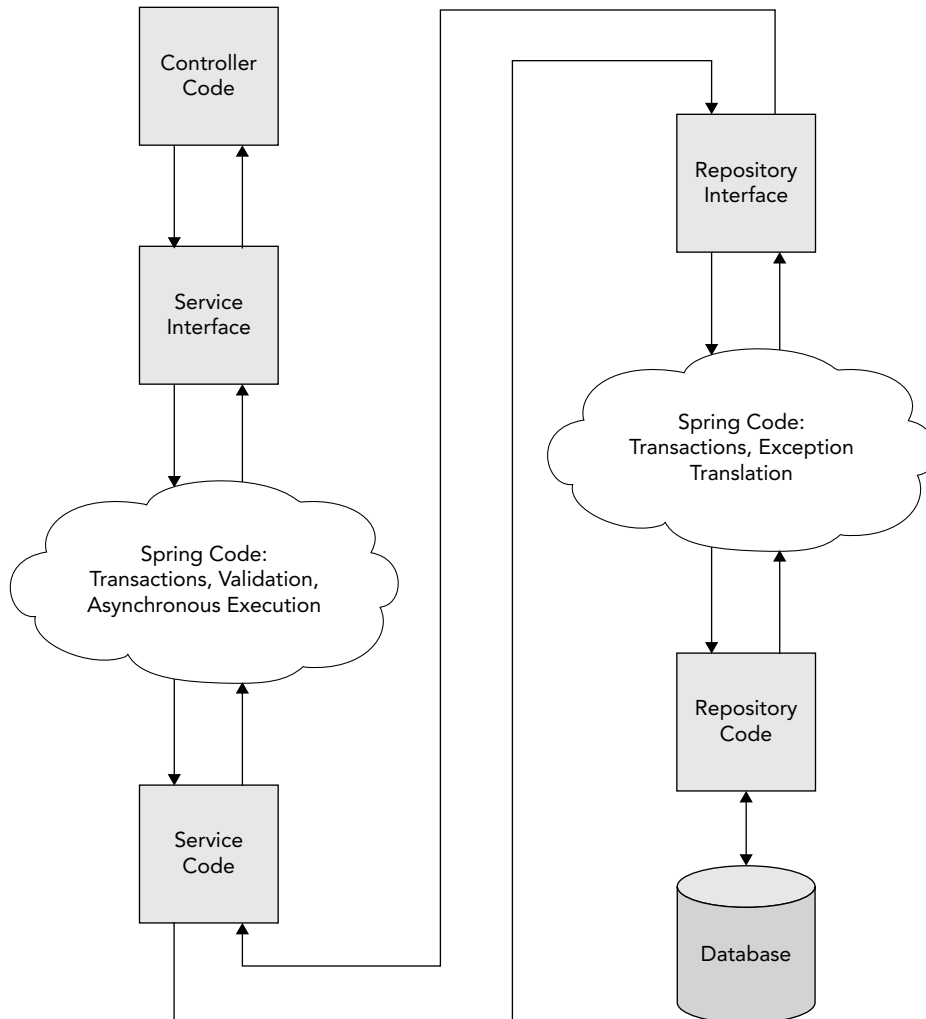 Controller
Code
Service
Interface
Spring Code:
Transactions, Validation,
Asynchronous Execution
Service
Code
Repository
Interface
Spring Code:
Transactions, Exception
Translation
Repository
Code
Database